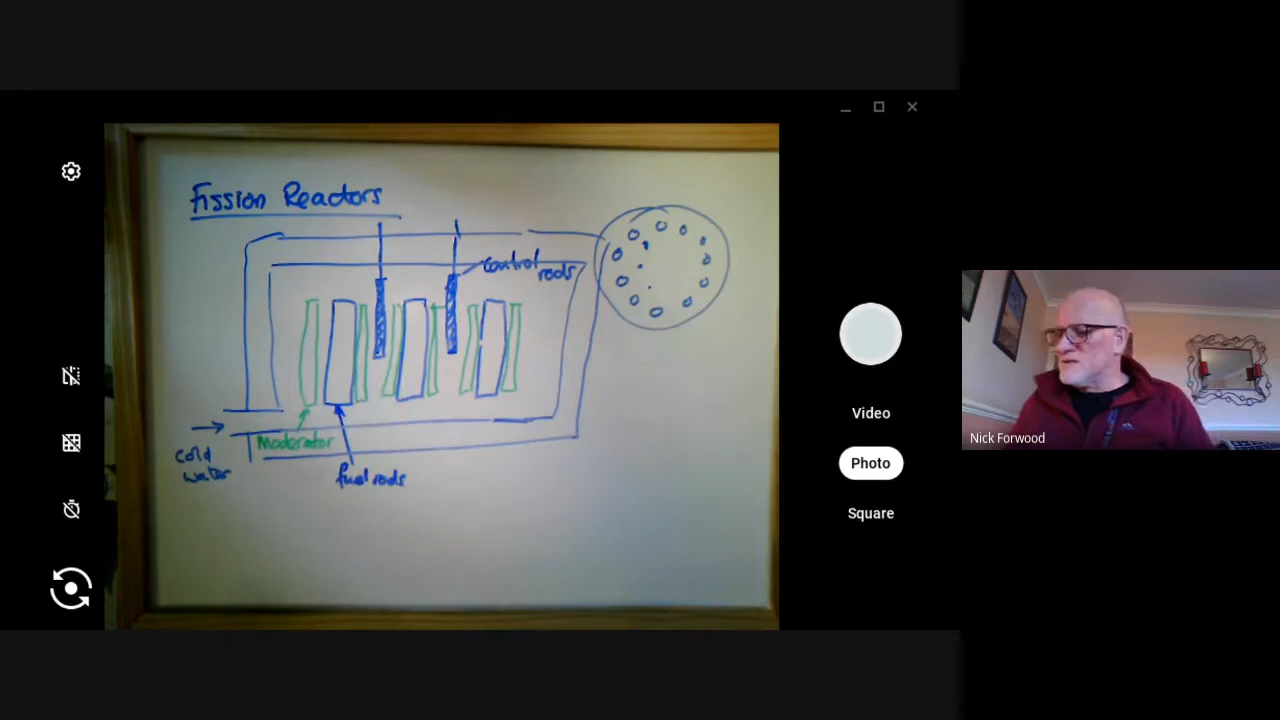 Fission Reactors
control
rods
cold
water
Moderator
fuel rods
Video
Photo
Square
Nick Forwood